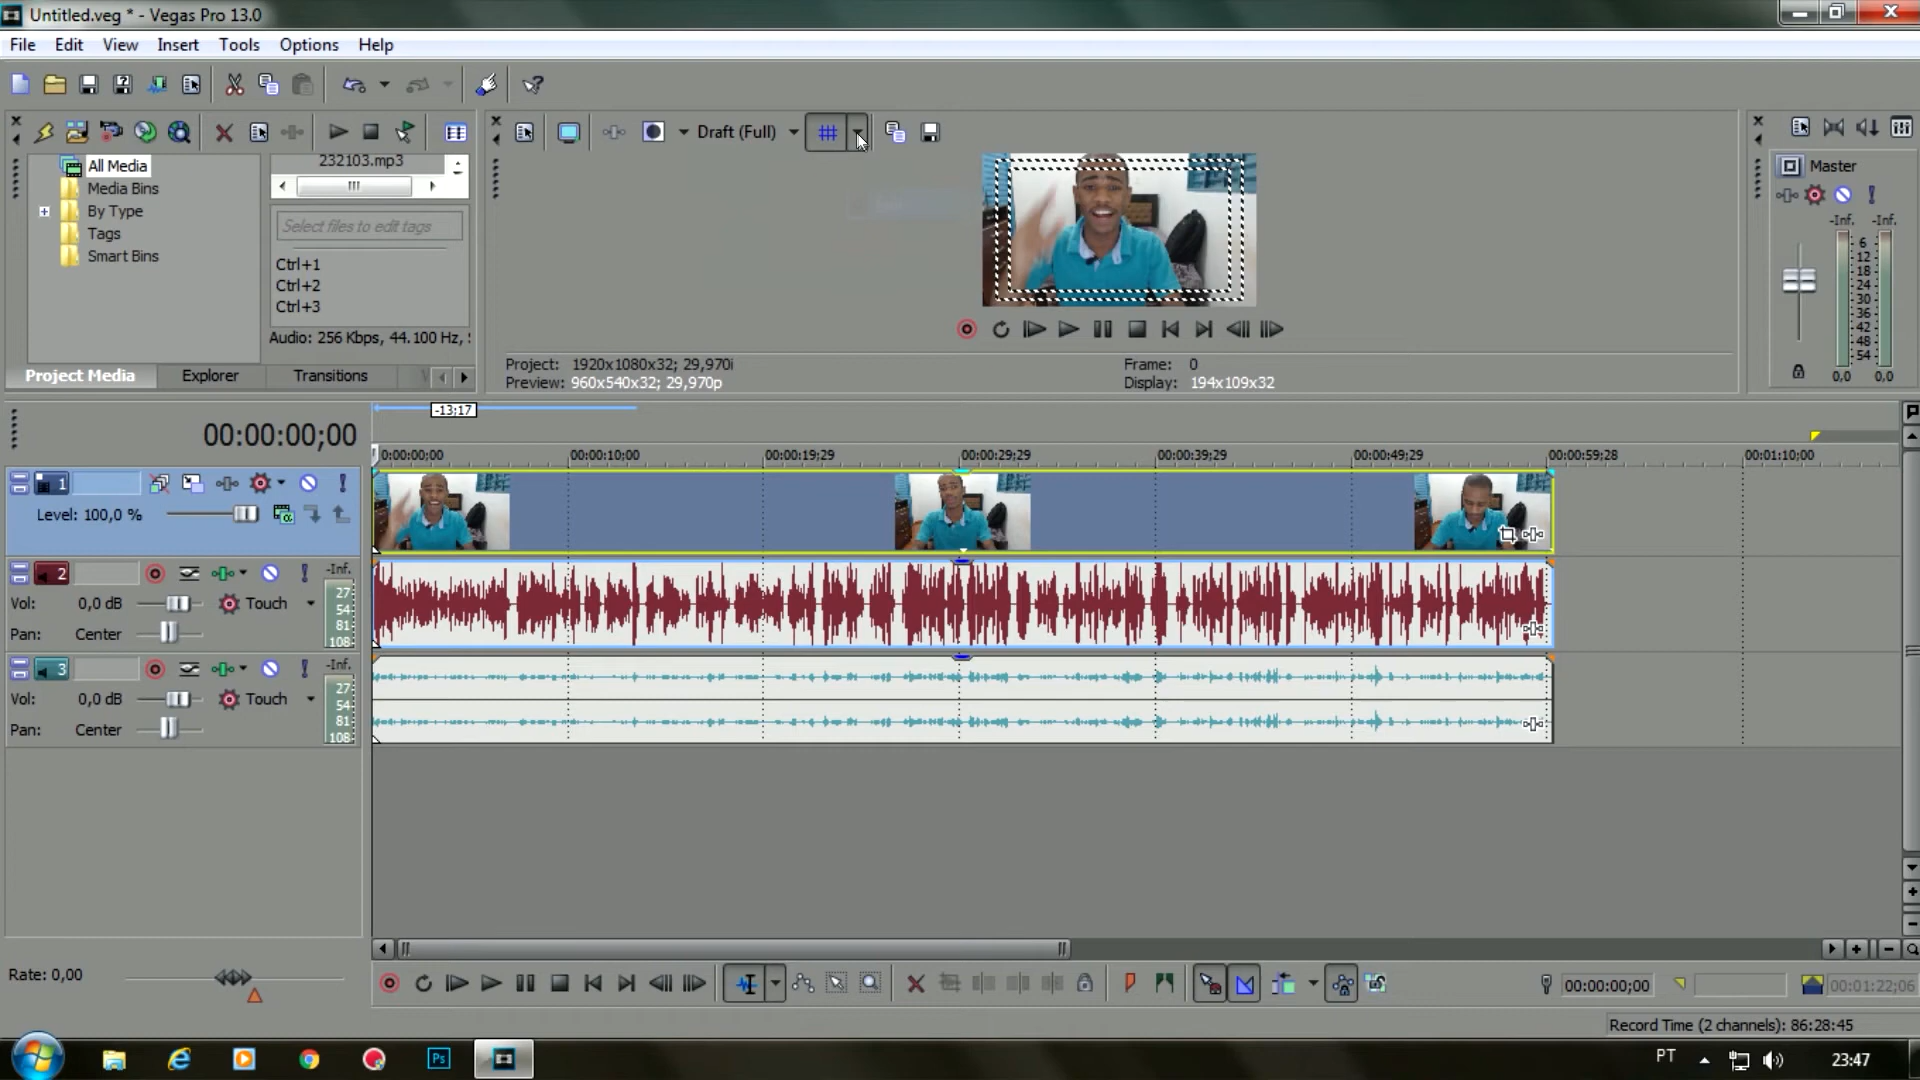 Untitled.veg * - Vegas Pro 13.0
File Edit View Insert Tools Options Help
Draft (Full)
All Media
Media Bins
By Type
Tags
Smart Bins
232103.mp3
Select files to edit tags
Ctrl+1
Ctrl+2
Ctrl+3
Audio: 256 Kbps, 44.100 Hz,
Project Media Explorer Transitions
Project: 1920x1080x32; 29,970i
Preview: 960x540x32; 29,970p
Frame: 0
Display: 194x109x32
Master
-Inf. -Inf.
6
12
18
24
30
36
42
48
54
0,0 0,0
-13;17
00:00:00;00
0:00:00;00 00:00:10;00 00:00:19;29 00:00:29;29 00:00:39;29 00:00:49;29 00:00:59;28 00:01:10;00
1
Level: 100,0 %
2
-Inf.
Vol: 0,0 dB Touch
Pan: Center
27
54
81
108
3
-Inf.
Vol: 0,0 dB Touch
Pan: Center
27
54
81
108
Rate: 0,00
00:00:00;00
00:01:22;06
Record Time (2 channels): 86:28:45
Ps
PT
23:47